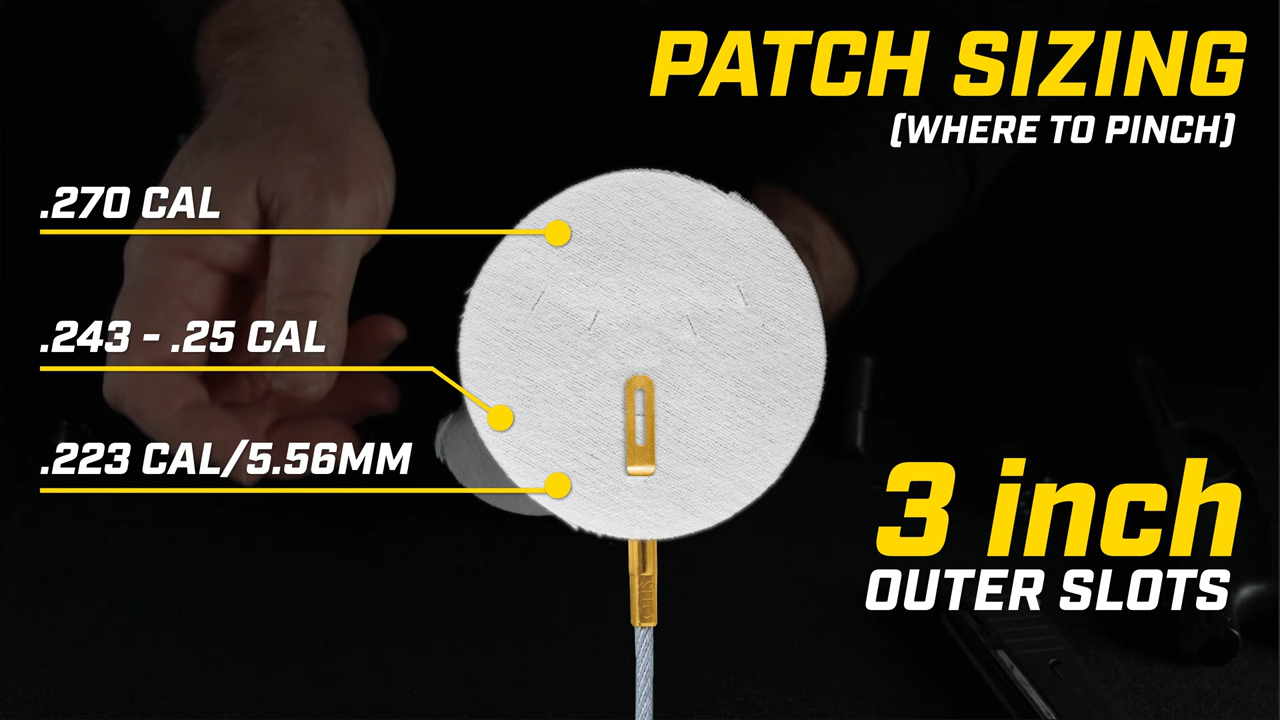 PATCH SIZING
(WHERE TO PINCH)
.270 CAL
.243 - .25 CAL
.223 CAL/5.56MM
3 inch
OUTER SLOTS